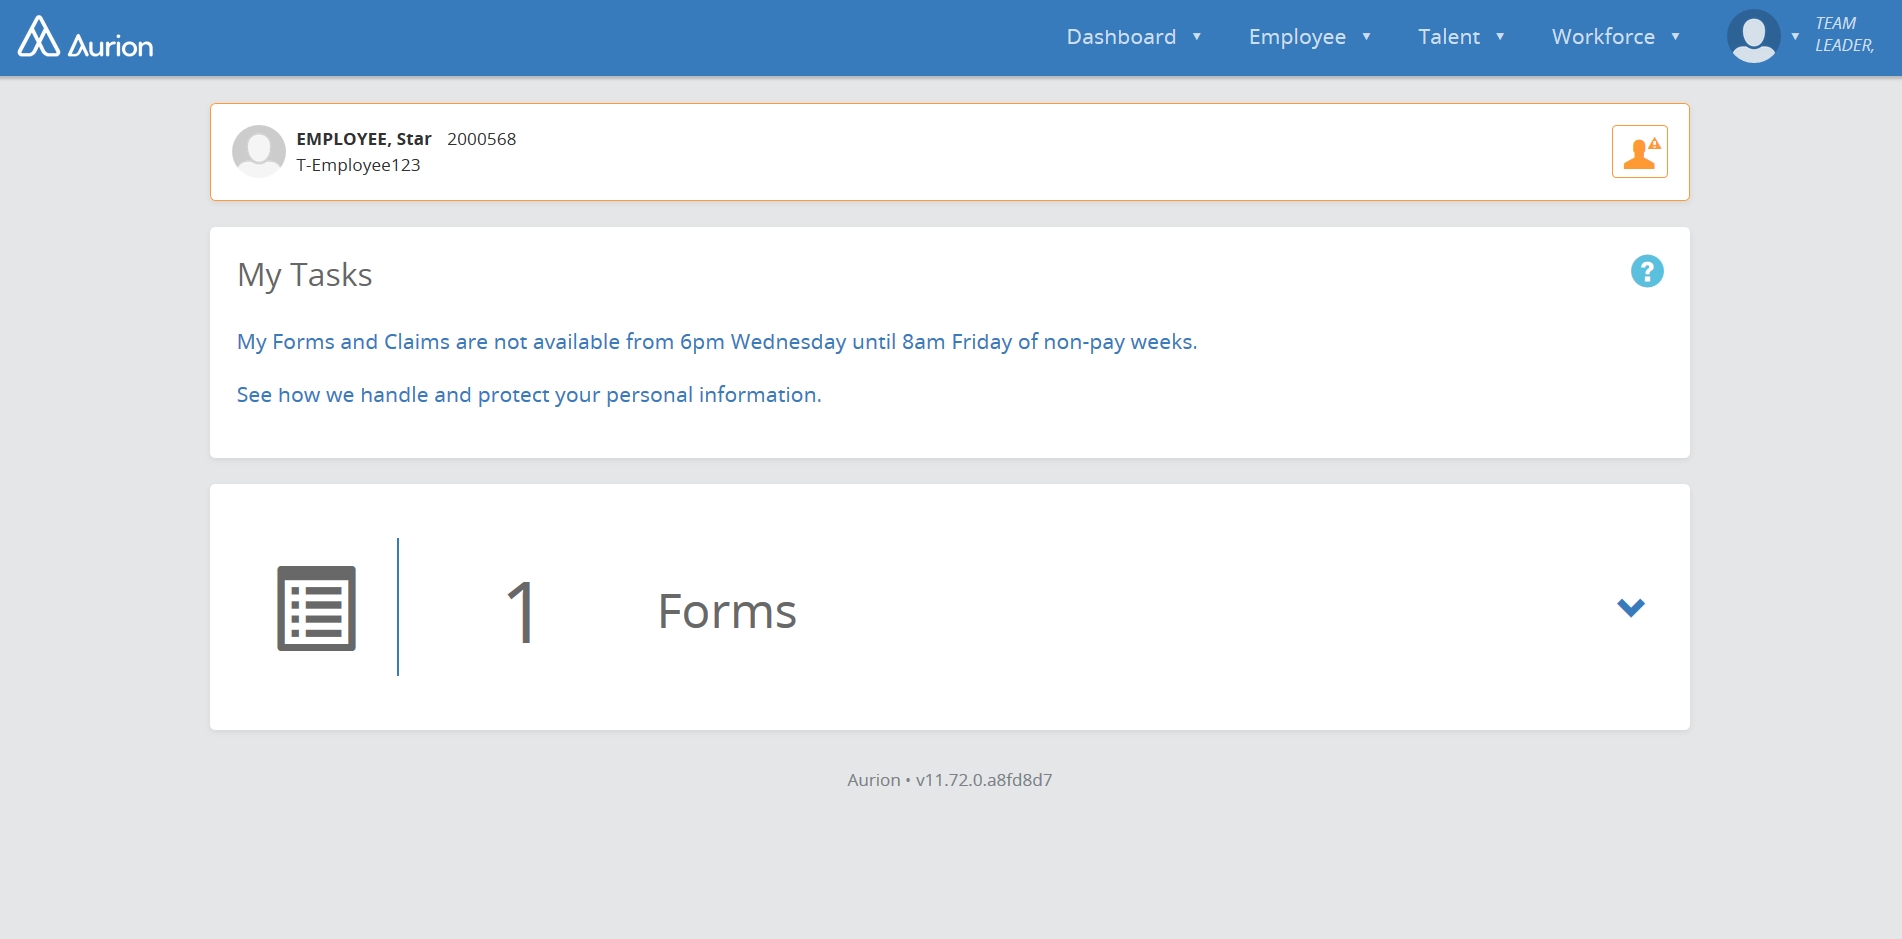 Aurion
Dashboard
Employee
Talent
Workforce
TEAM
LEADER,
EMPLOYEE, Star 2000568
T-Employee123
My Tasks
?
My Forms and Claims are not available from 6pm Wednesday until 8am Friday of non-pay weeks.
See how we handle and protect your personal information.
1 Forms
Aurion • v11.72.0.a8fd8d7